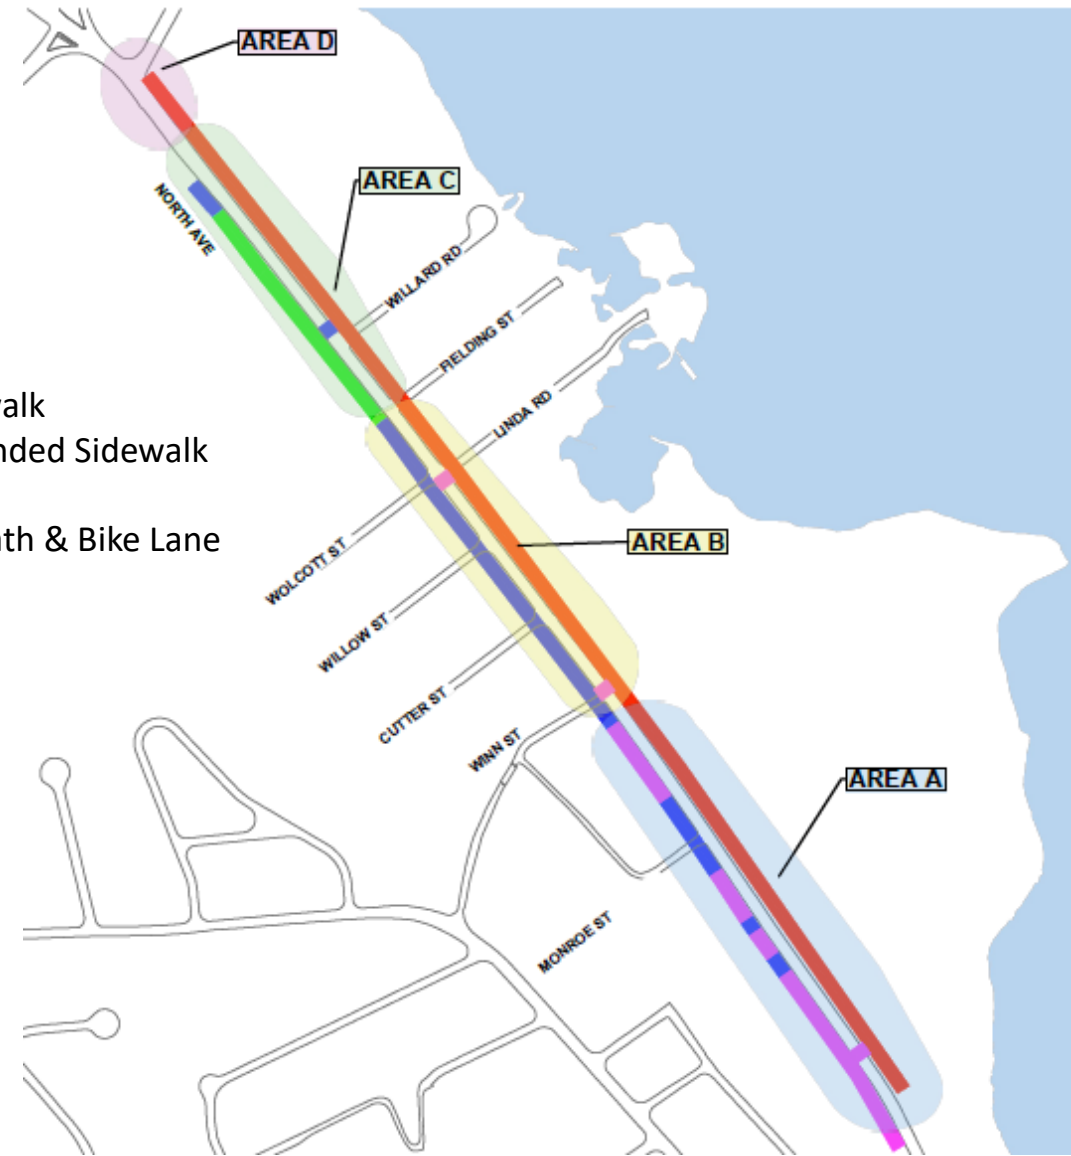 AREA D
AREA C
NORTH AVE
WILLARD RD
FIELDING ST
LINDA RD
alk
nded Sidewalk
th & Bike Lane
WOLCOTT ST
AREA B
WILLOW ST
CUTTER ST
WINN ST
AREA A
MONROE ST